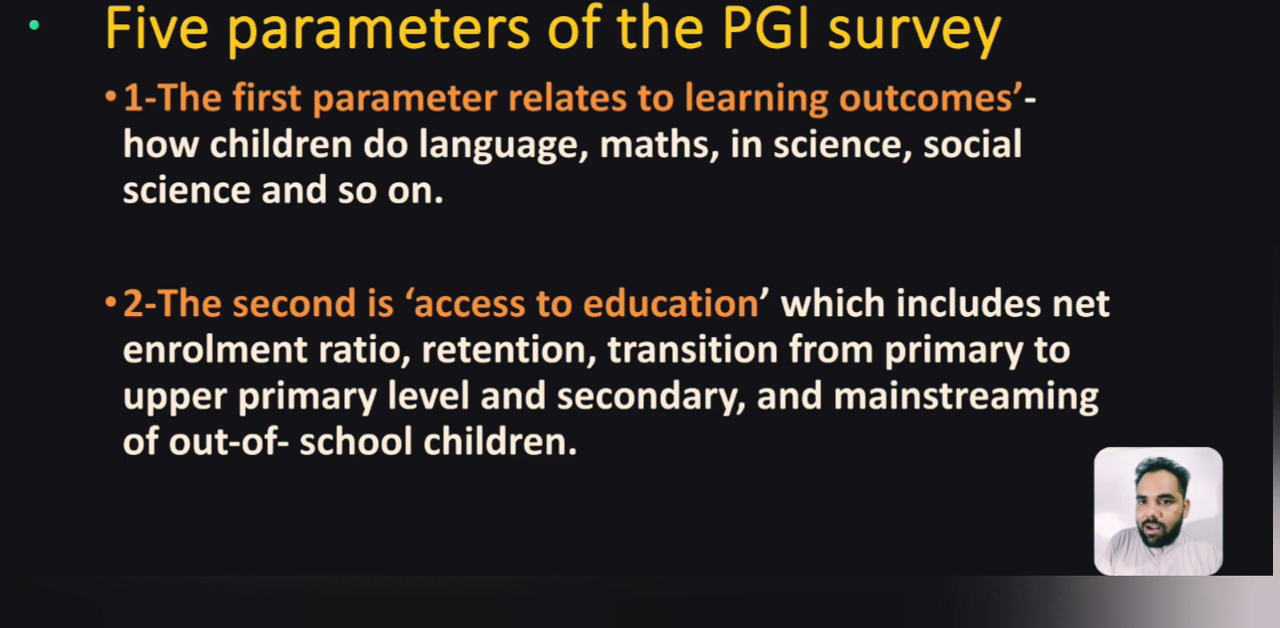 Five parameters of the PGI survey
•1-The first parameter relates to learning outcomes’-
how children do language, maths, in science, social
science and so on.
•2-The second is ‘access to education’ which includes net
enrolment ratio, retention, transition from primary to
upper primary level and secondary, and mainstreaming
of out-of- school children.